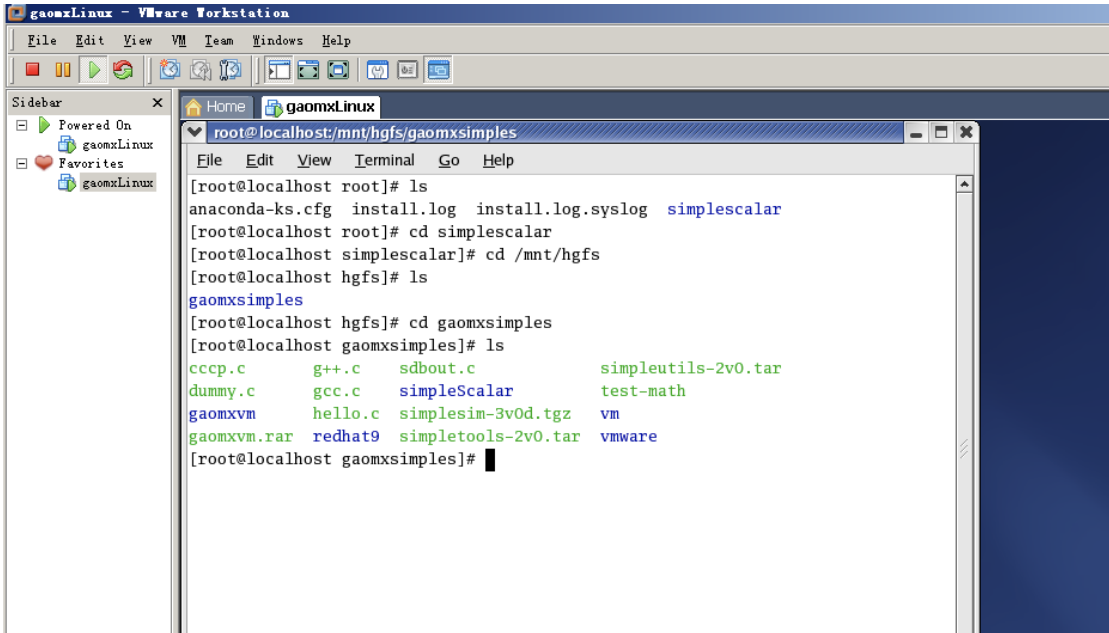 gaomxLinux - VMware Workstation
File Edit View VM Team Windows Help
Sidebar x
Powered On
gaomxLinux
Favorites
gaomxLinux
Home gaomxLinux
root@localhost:/mnt/hgfs/gaomxsimples
File Edit View Terminal Go Help
[root@localhost root]# ls
anaconda-ks.cfg install.log install.log.syslog simplescalar
[root@localhost root]# cd simplescalar
[root@localhost simplescalar]# cd /mnt/hgfs
[root@localhost hgfs]# ls
gaomxsimples
[root@localhost hgfs]# cd gaomxsimples
[root@localhost gaomxsimples]# ls
cccp.c g++.c sdbout.c simpleutils-2v0.tar
dummy.c gcc.c simpleScalar test-math
gaomxvm hello.c simplesim-3v0d.tgz vm
gaomxvm.rar redhat9 simpletools-2v0.tar vmware
[root@localhost gaomxsimples]#